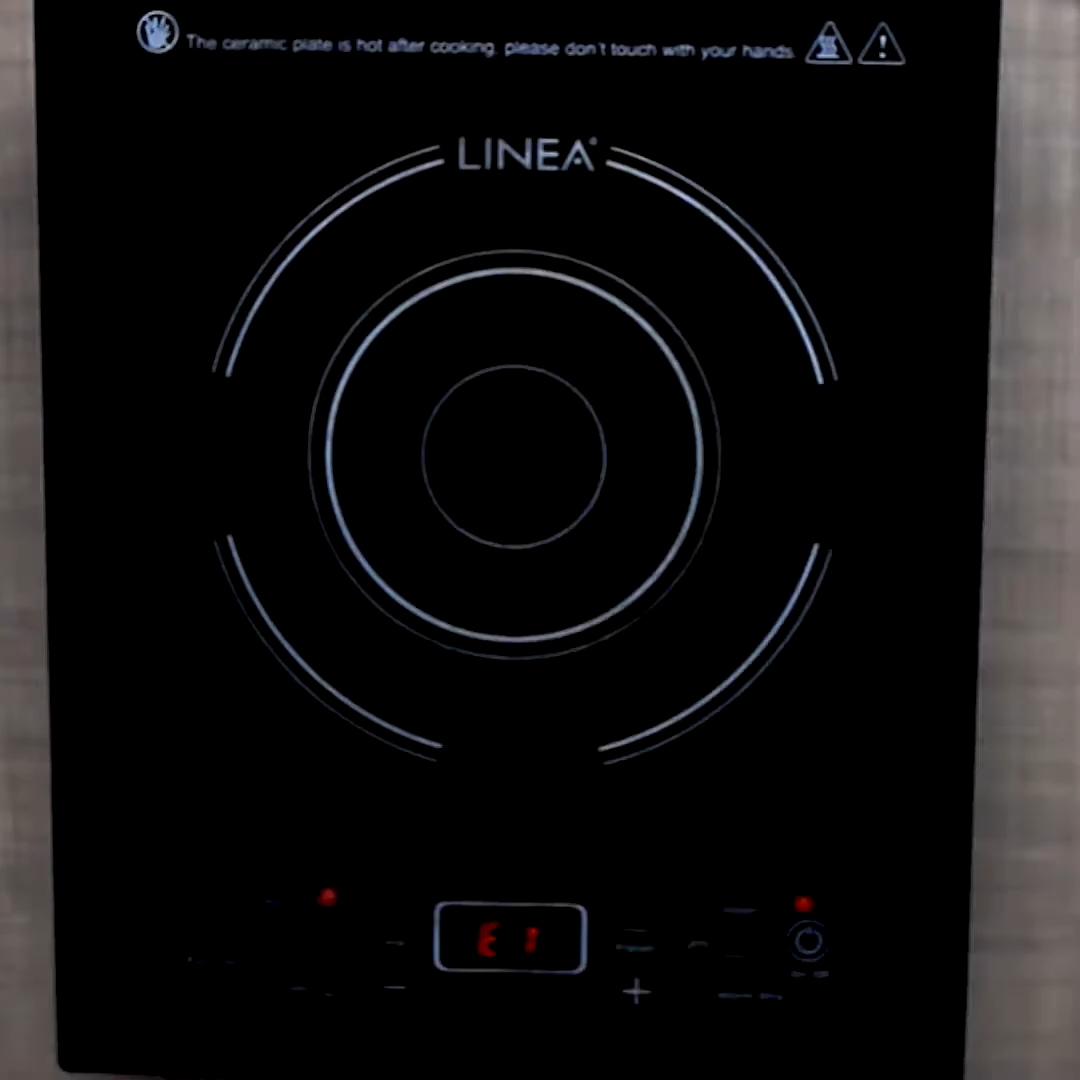 The ceramic plate is hot after cooking, please don't touch with your hands.
LINEA
E 1